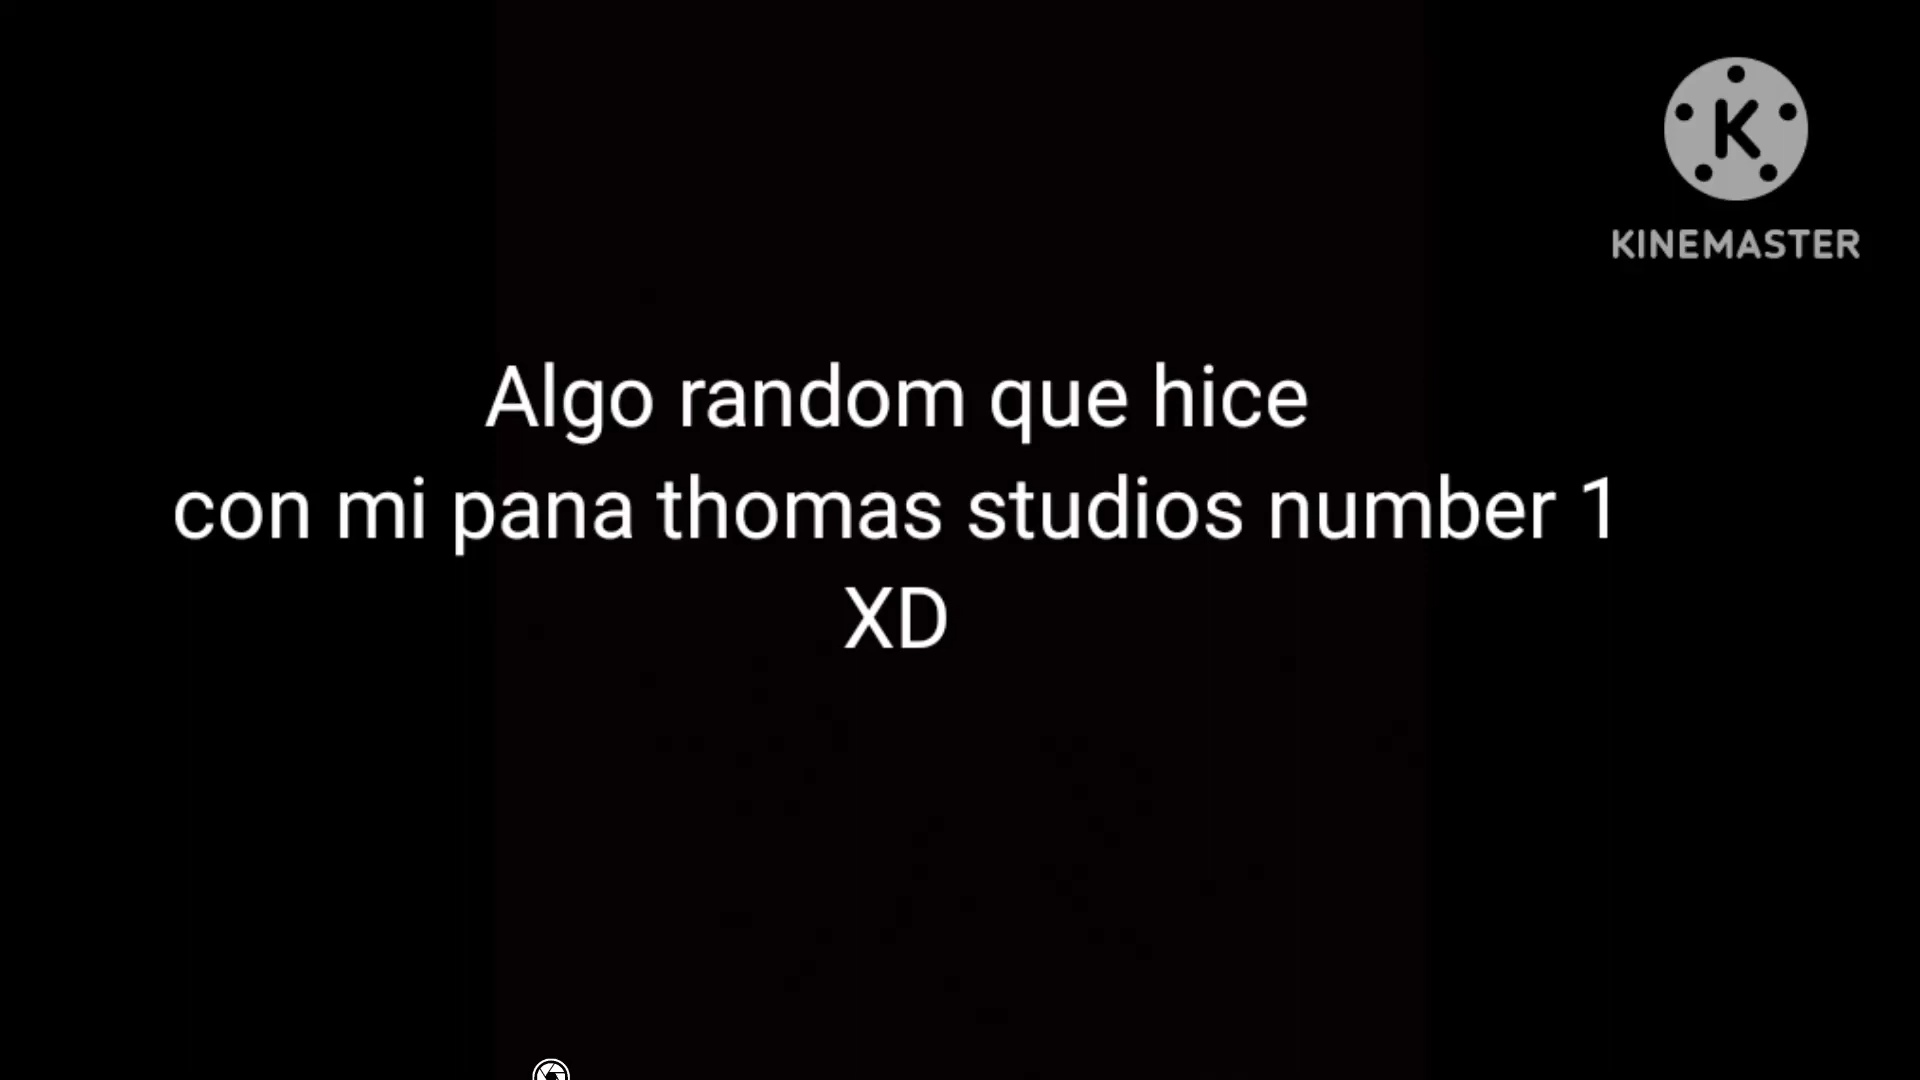 K
KINEMASTER
Algo random que hice
con mi pana thomas studios number 1
XD